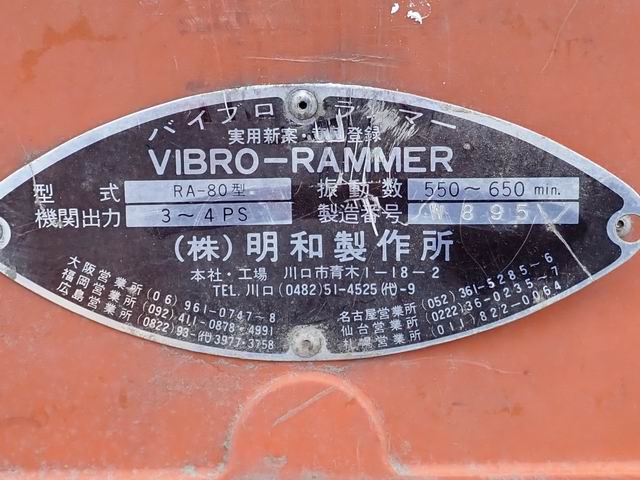 バイブロ ランマー
実用新案・意匠登録
VIBRO-RAMMER
型式 RA-80型 振動数 550～650 min.
機関出力 3～4PS 製造番号 W 895
(株)明和製作所
本社・工場 川口市青木1-18-2
TEL. 川口(0482)51-4525(代)-9
大阪営業所(06)961-0747~8
福岡営業所(092)411-0878・4991
広島営業所(0822)93-(代)3977・3758
名古屋営業所(052)361-5285~6
仙台営業所(0222)36-0235~7
札幌営業所(011)822-0064